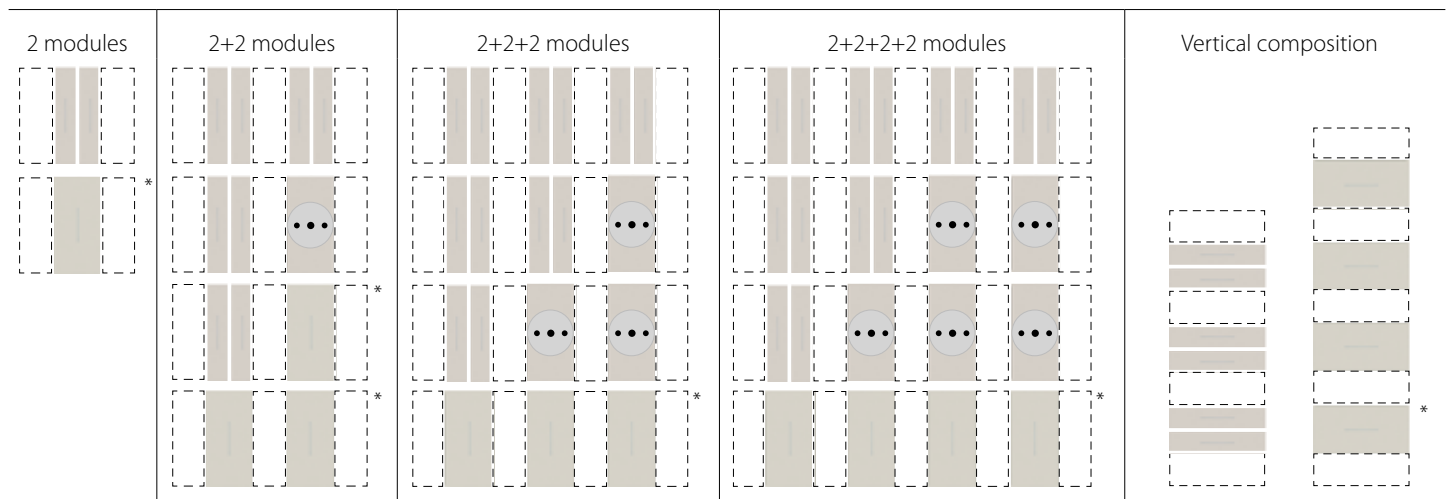 2 modules
2+2 modules
2+2+2 modules
2+2+2+2 modules
Vertical composition
*
*
*
*
*
*